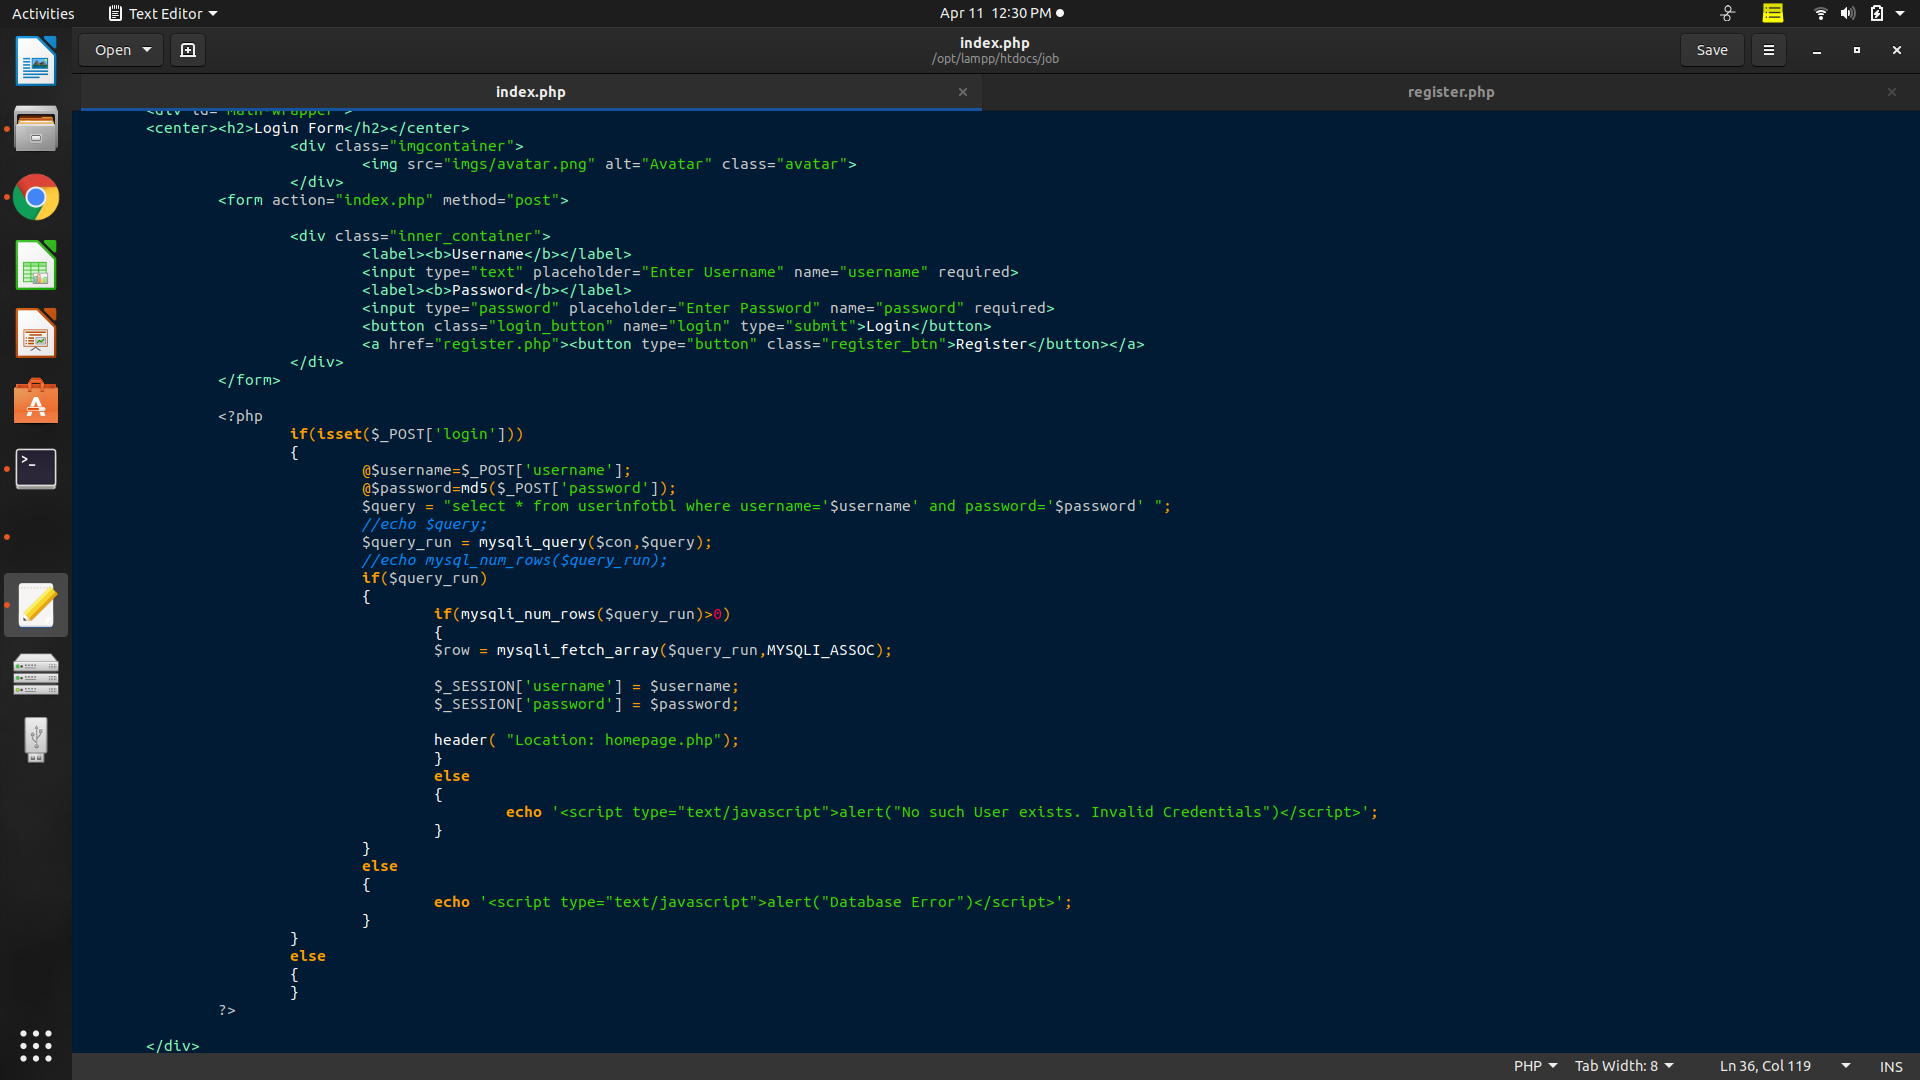 Activities Text Editor Apr 11 12:30 PM
Open index.php Save
/opt/lampp/htdocs/job
index.php register.php
<center><h2>Login Form</h2></center>
<div class="imgcontainer">
<img src="imgs/avatar.png" alt="Avatar" class="avatar">
</div>
<form action="index.php" method="post">
<div class="inner_container">
<label><b>Username</b></label>
<input type="text" placeholder="Enter Username" name="username" required>
<label><b>Password</b></label>
<input type="password" placeholder="Enter Password" name="password" required>
<button class="login_button" name="login" type="submit">Login</button>
<a href="register.php"><button type="button" class="register_btn">Register</button></a>
</div>
</form>
<?php
if(isset($_POST['login']))
{
@$username=$_POST['username'];
@$password=md5($_POST['password']);
$query = "select * from userinfotbl where username='$username' and password='$password' ";
//echo $query;
$query_run = mysqli_query($con,$query);
//echo mysql_num_rows($query_run);
if($query_run)
{
if(mysqli_num_rows($query_run)>0)
{
$row = mysqli_fetch_array($query_run,MYSQLI_ASSOC);
$_SESSION['username'] = $username;
$_SESSION['password'] = $password;
header( "Location: homepage.php");
}
else
{
echo '<script type="text/javascript">alert("No such User exists. Invalid Credentials")</script>';
}
}
else
{
echo '<script type="text/javascript">alert("Database Error")</script>';
}
}
else
{
}
?>
</div>
PHP Tab Width: 8 Ln 36, Col 119 INS